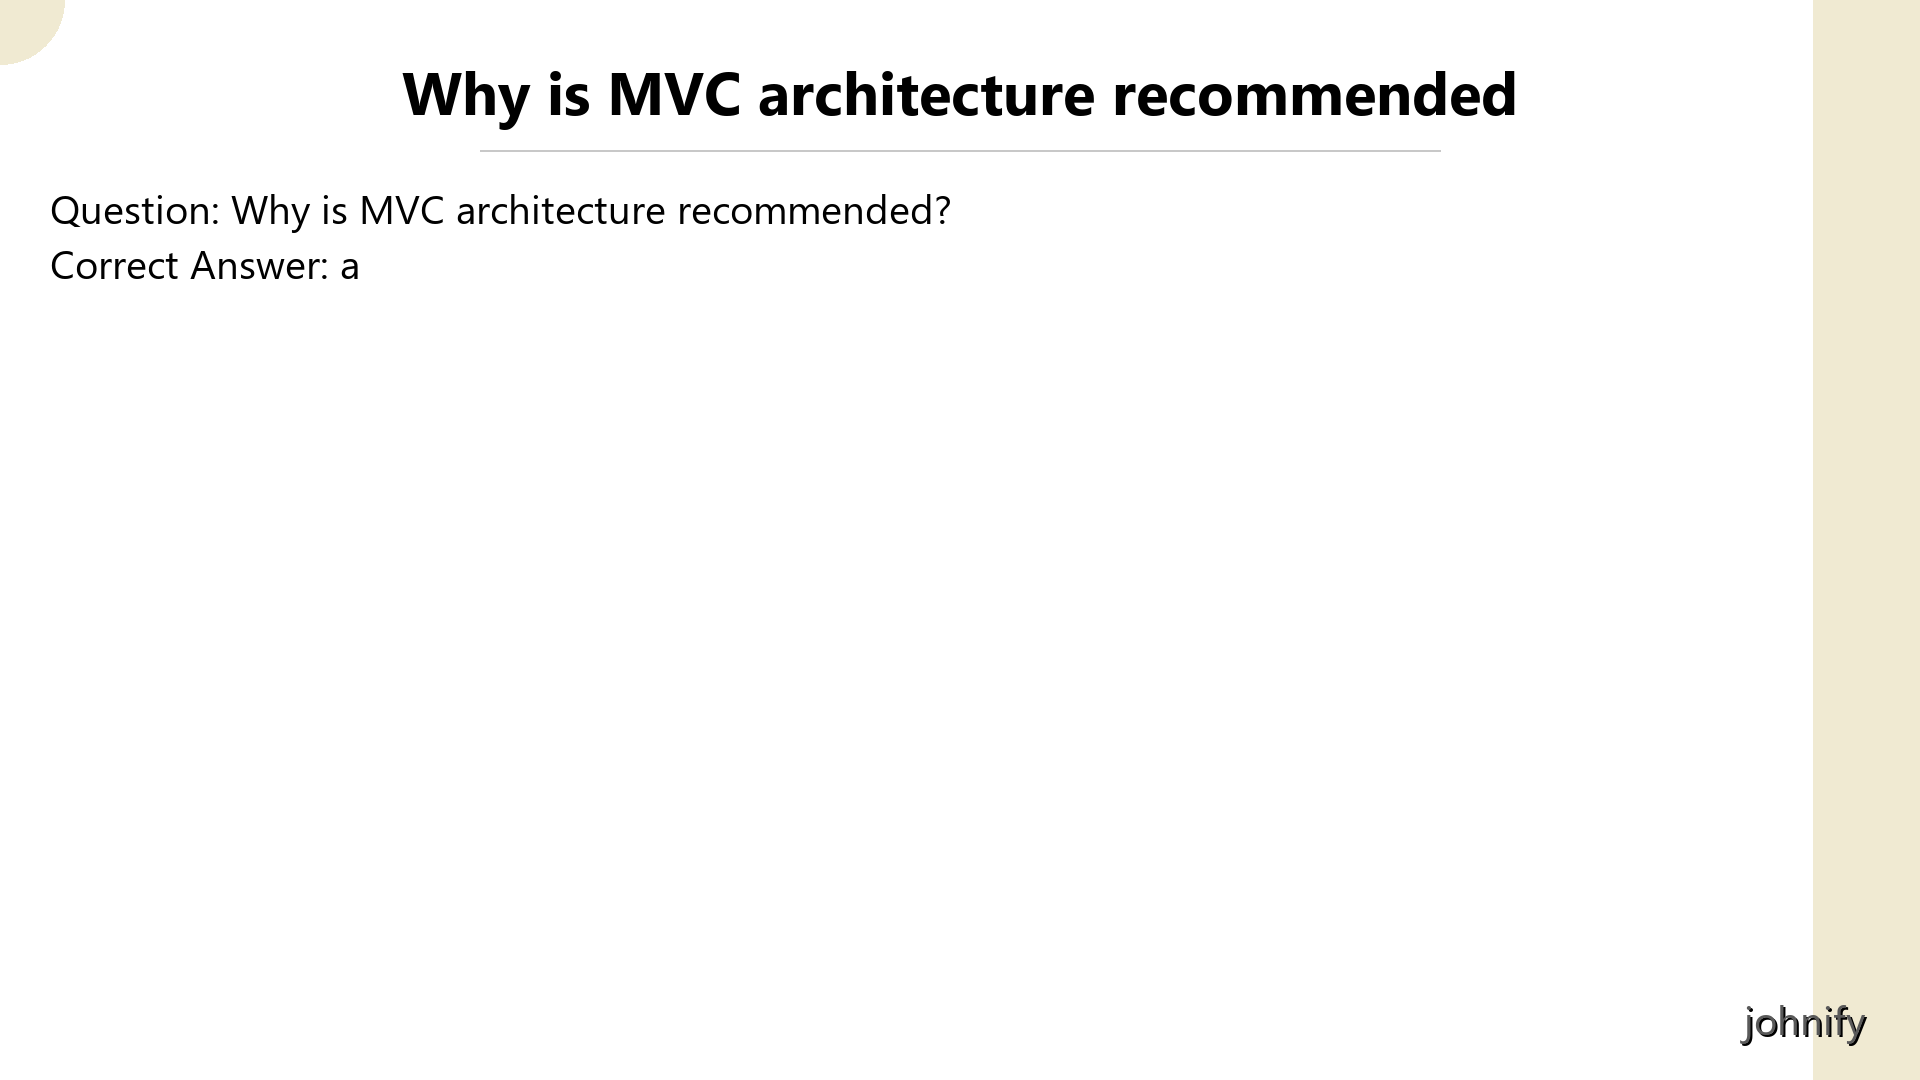 Why is MVC architecture recommended
Question: Why is MVC architecture recommended?
Correct Answer: a
johnify